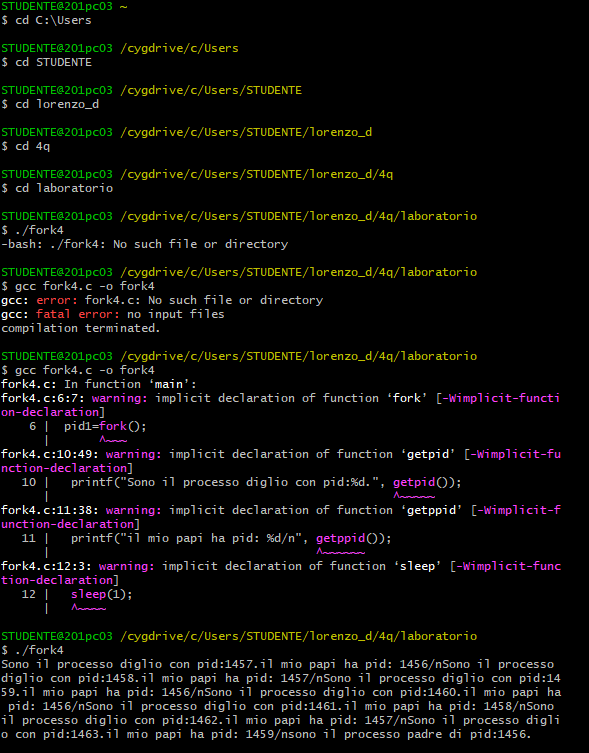 STUDENTE@201pc03 ~
$ cd C:\Users
STUDENTE@201pc03 /cygdrive/c/Users
$ cd STUDENTE
STUDENTE@201pc03 /cygdrive/c/Users/STUDENTE
$ cd lorenzo_d
STUDENTE@201pc03 /cygdrive/c/Users/STUDENTE/lorenzo_d
$ cd 4q
STUDENTE@201pc03 /cygdrive/c/Users/STUDENTE/lorenzo_d/4q
$ cd laboratorio
STUDENTE@201pc03 /cygdrive/c/Users/STUDENTE/lorenzo_d/4q/laboratorio
$ ./fork4
-bash: ./fork4: No such file or directory
STUDENTE@201pc03 /cygdrive/c/Users/STUDENTE/lorenzo_d/4q/laboratorio
$ gcc fork4.c -o fork4
gcc: error: fork4.c: No such file or directory
gcc: fatal error: no input files
compilation terminated.
STUDENTE@201pc03 /cygdrive/c/Users/STUDENTE/lorenzo_d/4q/laboratorio
$ gcc fork4.c -o fork4
fork4.c: In function ‘main’:
fork4.c:6:7: warning: implicit declaration of function ‘fork’ [-Wimplicit-functi
on-declaration]
6 | pid1=fork();
| ^~~~
fork4.c:10:49: warning: implicit declaration of function ‘getpid’ [-Wimplicit-fu
nction-declaration]
10 | printf("Sono il processo diglio con pid:%d.", getpid());
| ^~~~~~
fork4.c:11:38: warning: implicit declaration of function ‘getppid’ [-Wimplicit-f
unction-declaration]
11 | printf("il mio papi ha pid: %d/n", getppid());
| ^~~~~~~
fork4.c:12:3: warning: implicit declaration of function ‘sleep’ [-Wimplicit-func
tion-declaration]
12 | sleep(1);
| ^~~~~
STUDENTE@201pc03 /cygdrive/c/Users/STUDENTE/lorenzo_d/4q/laboratorio
$ ./fork4
Sono il processo diglio con pid:1457.il mio papi ha pid: 1456/nSono il processo
diglio con pid:1458.il mio papi ha pid: 1457/nSono il processo diglio con pid:14
59.il mio papi ha pid: 1456/nSono il processo diglio con pid:1460.il mio papi ha
pid: 1456/nSono il processo diglio con pid:1461.il mio papi ha pid: 1458/nSono
il processo diglio con pid:1462.il mio papi ha pid: 1457/nSono il processo digli
o con pid:1463.il mio papi ha pid: 1459/nsono il processo padre di pid:1456.